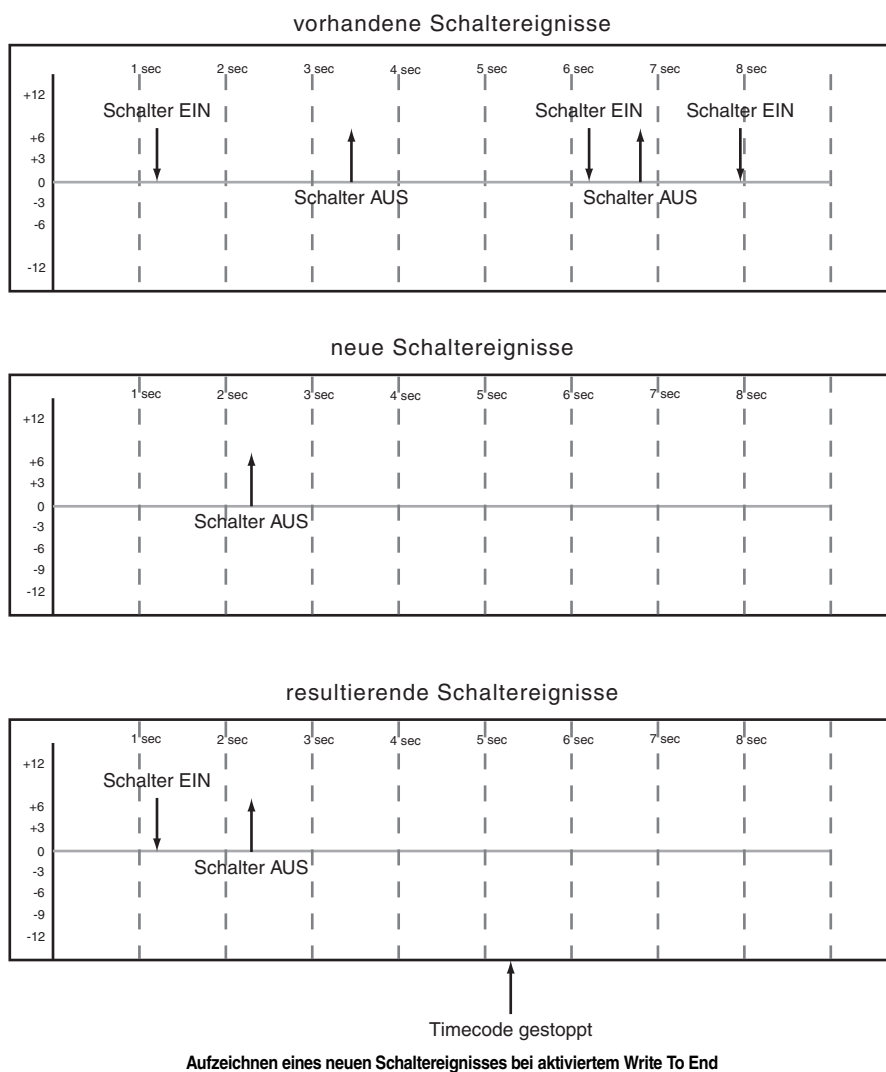 vorhandene Schaltereignisse
1 sec 2 sec 3 sec 4 sec 5 sec 6 sec 7 sec 8 sec
+12
Schalter EIN Schalter EIN Schalter EIN
+6
+3
0
-3
Schalter AUS Schalter AUS
-6
-12
neue Schaltereignisse
1 sec 2 sec 3 sec 4 sec 5 sec 6 sec 7 sec 8 sec
+12
+6
+3
0
-3
Schalter AUS
-6
-9
-12
resultierende Schaltereignisse
1 sec 2 sec 3 sec 4 sec 5 sec 6 sec 7 sec 8 sec
+12
Schalter EIN
+6
+3
0
-3
Schalter AUS
-6
-9
-12
Timecode gestoppt
Aufzeichnen eines neuen Schaltereignisses bei aktiviertem Write To End